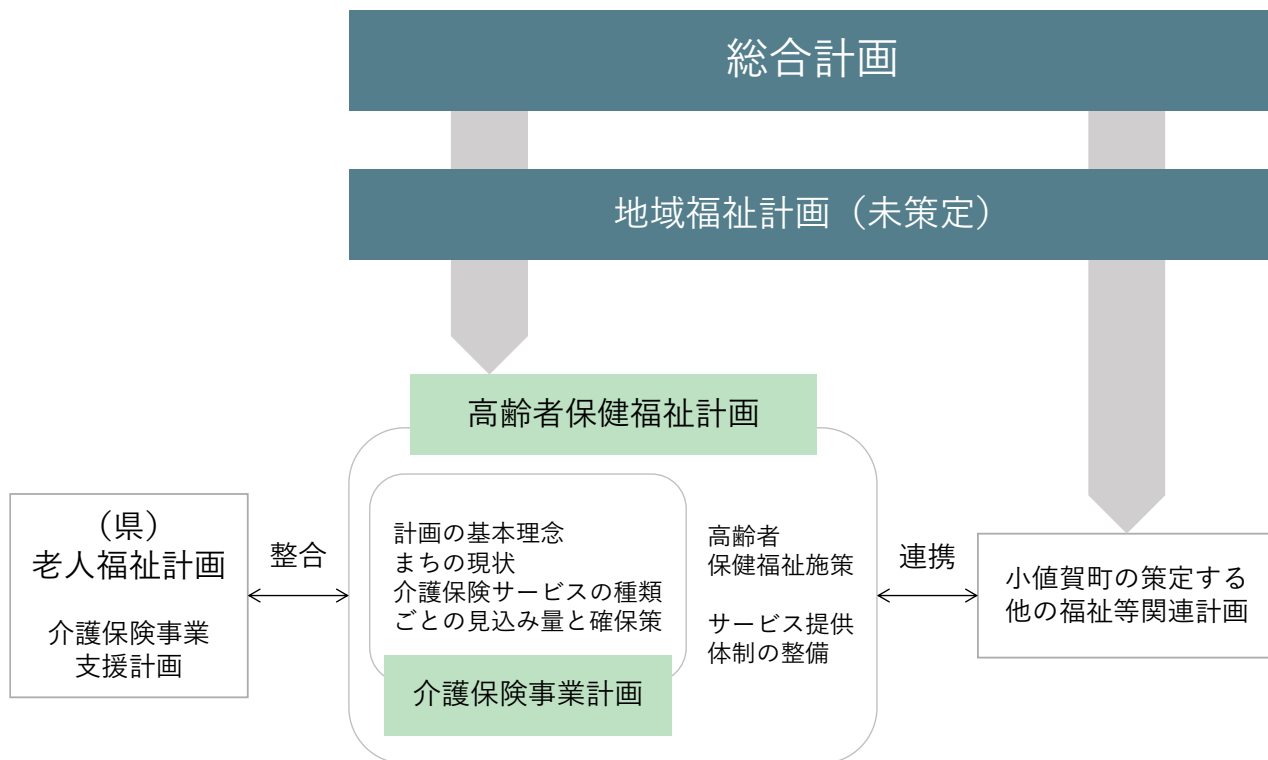 総合計画
地域福祉計画（未策定）
高齢者保健福祉計画
（県）
老人福祉計画
介護保険事業
支援計画
整合
計画の基本理念
まちの現状
介護保険サービスの種類
ごとの見込み量と確保策
介護保険事業計画
高齢者
保健福祉施策
サービス提供
体制の整備
連携
小値賀町の策定する
他の福祉等関連計画